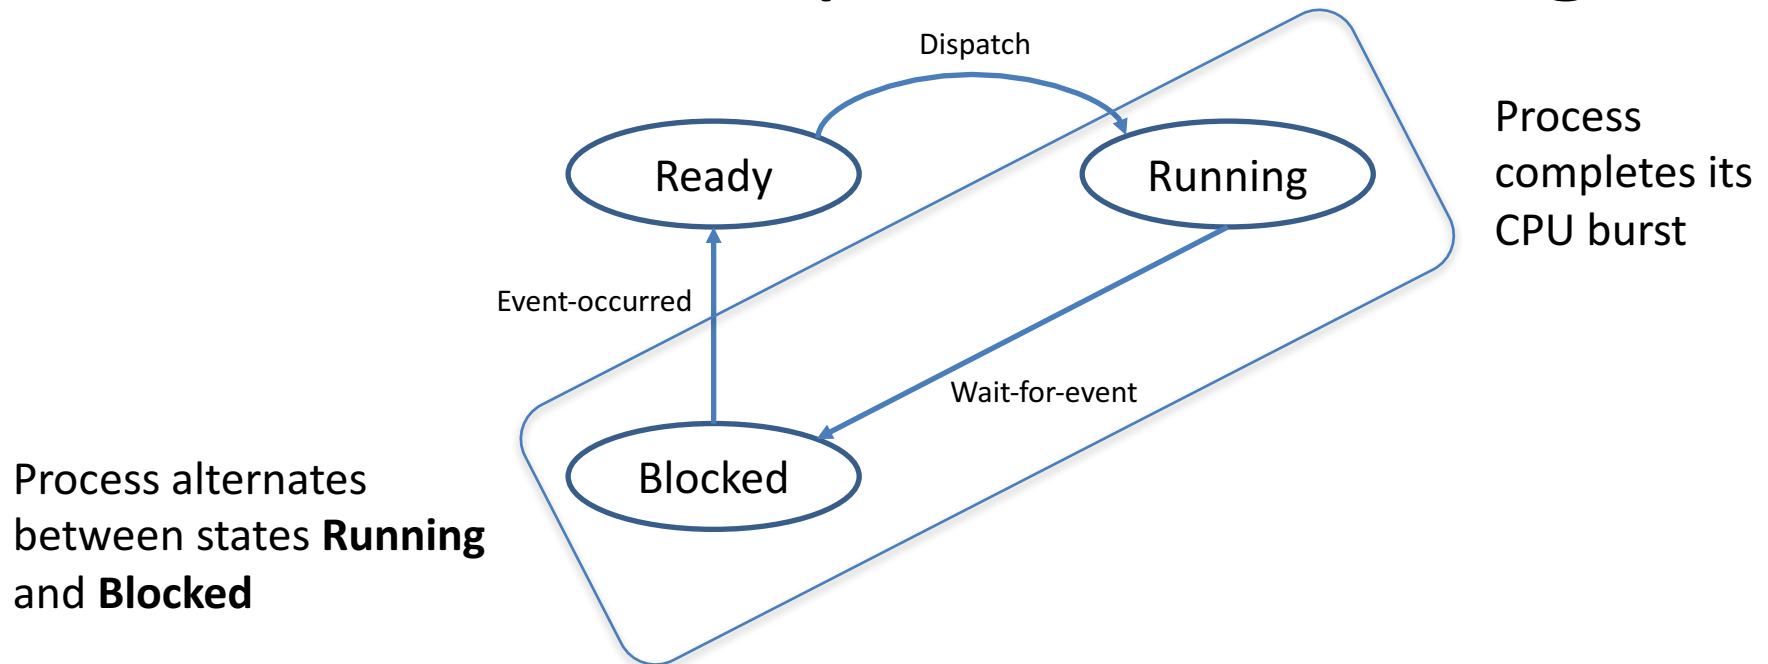 Dispatch
Process
completes its
CPU burst
Ready
Running
Event-occurred
Wait-for-event
Blocked
Process alternates
between states Running
and Blocked